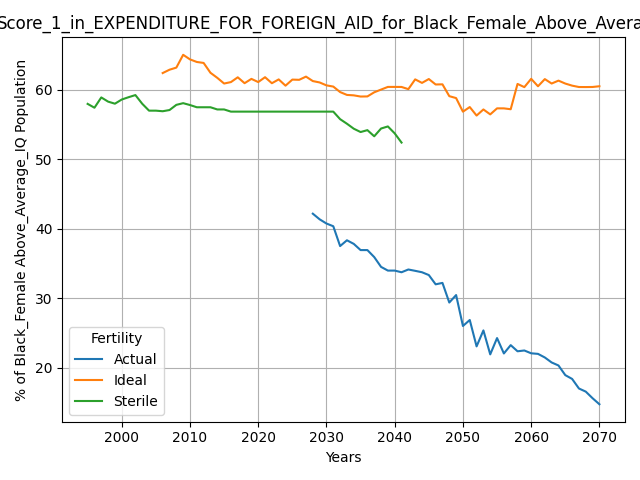 Score_1_in_EXPENDITURE_FOR_FOREIGN_AID_for_Black_Female_Above_Avera
% of Black_Female Above_Average_IQ Population
60
50
40
30
20
Fertility
Actual
Ideal
Sterile
2000 2010 2020 2030 2040 2050 2060 2070
Years